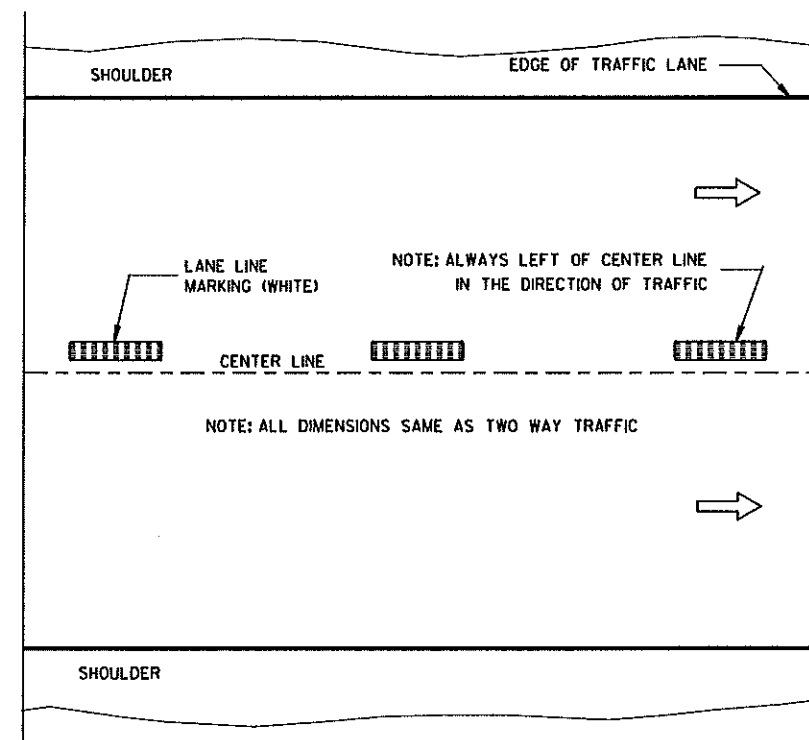 SHOULDER
EDGE OF TRAFFIC LANE
LANE LINE
MARKING (WHITE)
NOTE: ALWAYS LEFT OF CENTER LINE
IN THE DIRECTION OF TRAFFIC
CENTER LINE
NOTE: ALL DIMENSIONS SAME AS TWO WAY TRAFFIC
SHOULDER